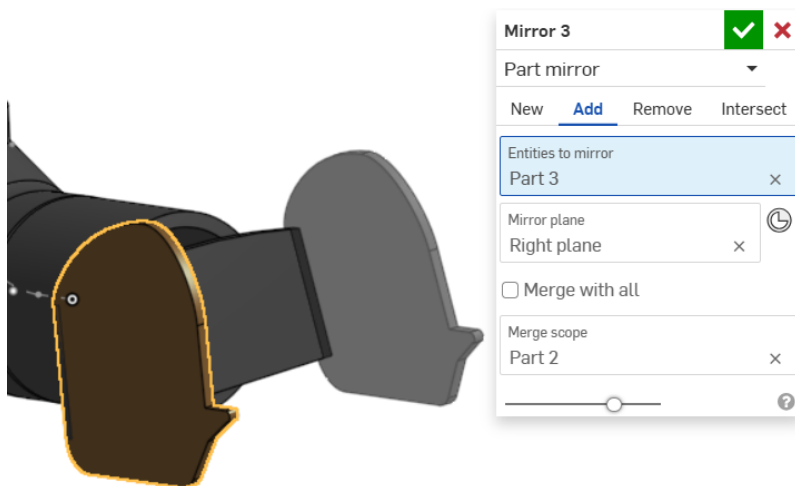 Mirror 3
Part mirror
New Add Remove Intersect
Entities to mirror
Part 3
Mirror plane
Right plane
Merge with all
Merge scope
Part 2
?